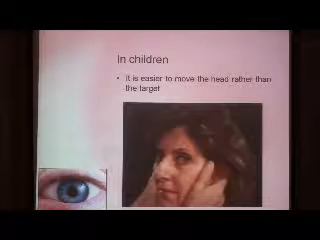 In children
• It is easier to move the head rather than
the target